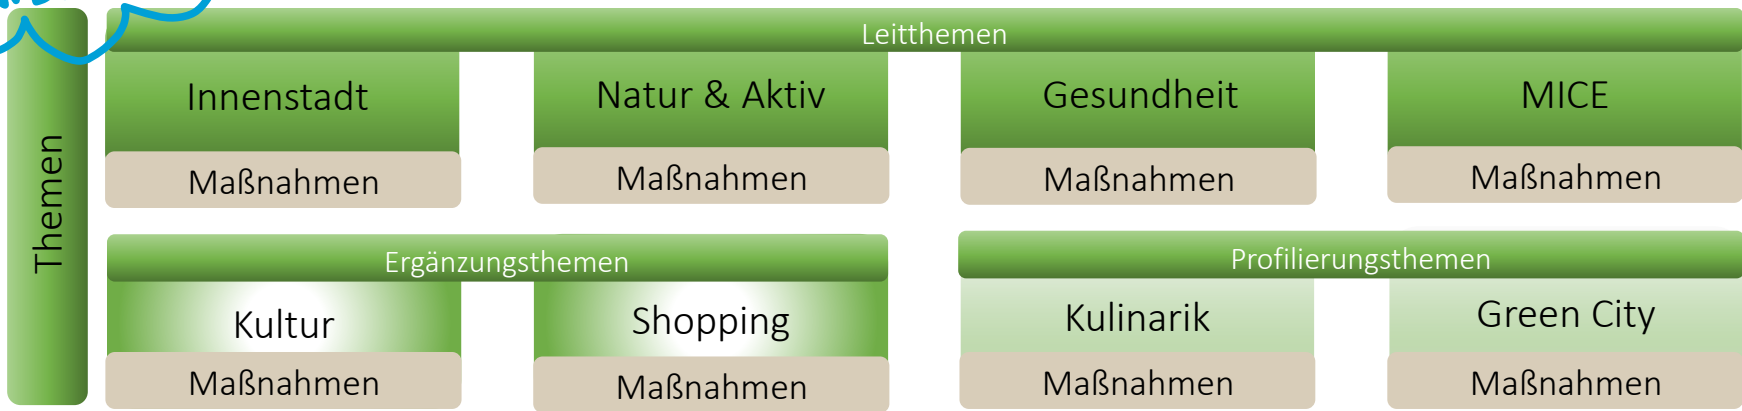 Themen
Leitthemen
Innenstadt
Natur & Aktiv
Gesundheit
MICE
Maßnahmen
Maßnahmen
Maßnahmen
Maßnahmen
Ergänzungsthemen
Profilierungsthemen
Kultur
Shopping
Kulinarik
Green City
Maßnahmen
Maßnahmen
Maßnahmen
Maßnahmen